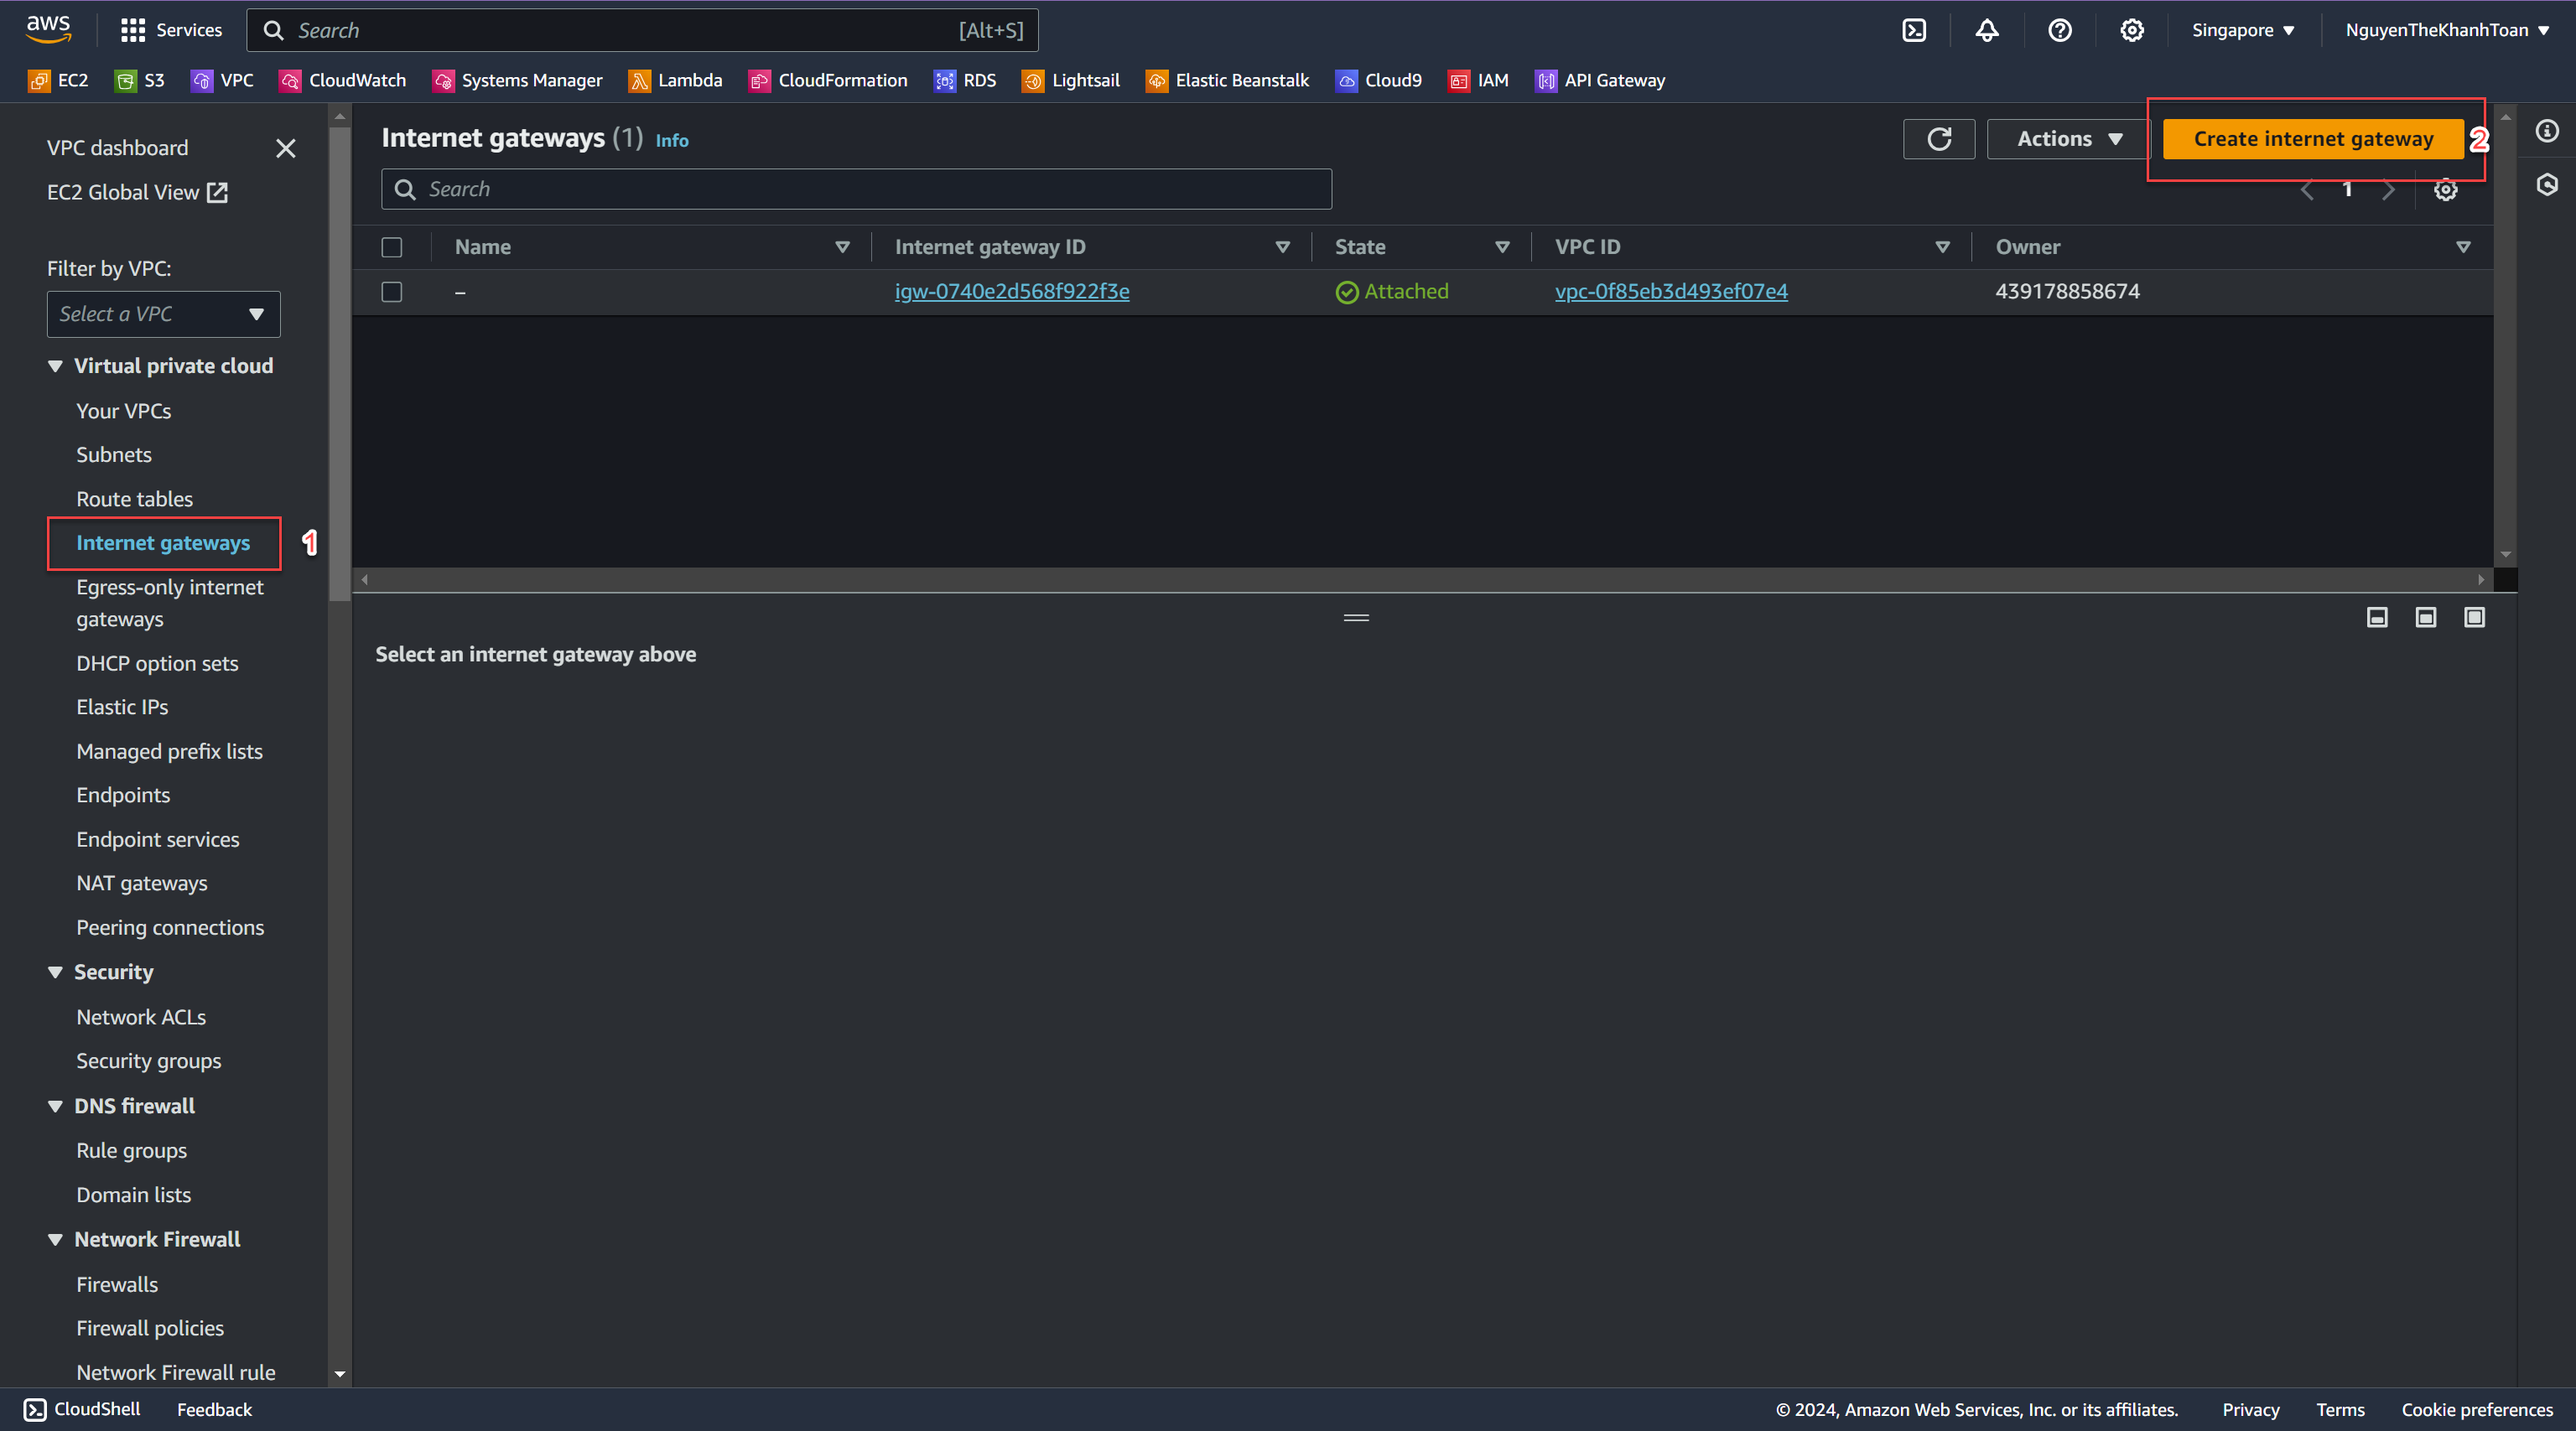 aws
Services
Search
[Alt+S]
Singapore
NguyenTheKhanhToan
EC2
S3
VPC
CloudWatch
Systems Manager
Lambda
CloudFormation
RDS
Lightsail
Elastic Beanstalk
Cloud9
IAM
API Gateway
VPC dashboard
EC2 Global View
Filter by VPC:
Select a VPC
Virtual private cloud
Your VPCs
Subnets
Route tables
Internet gateways
1
Egress-only internet
gateways
DHCP option sets
Elastic IPs
Managed prefix lists
Endpoints
Endpoint services
NAT gateways
Peering connections
Security
Network ACLs
Security groups
DNS firewall
Rule groups
Domain lists
Network Firewall
Firewalls
Firewall policies
Network Firewall rule
Internet gateways (1) Info
Actions
Create internet gateway
2
Search
1
Name
Internet gateway ID
State
VPC ID
Owner
–
igw-0740e2d568f922f3e
Attached
vpc-0f85eb3d493ef07e4
439178858674
Select an internet gateway above
CloudShell
Feedback
© 2024, Amazon Web Services, Inc. or its affiliates.
Privacy
Terms
Cookie preferences